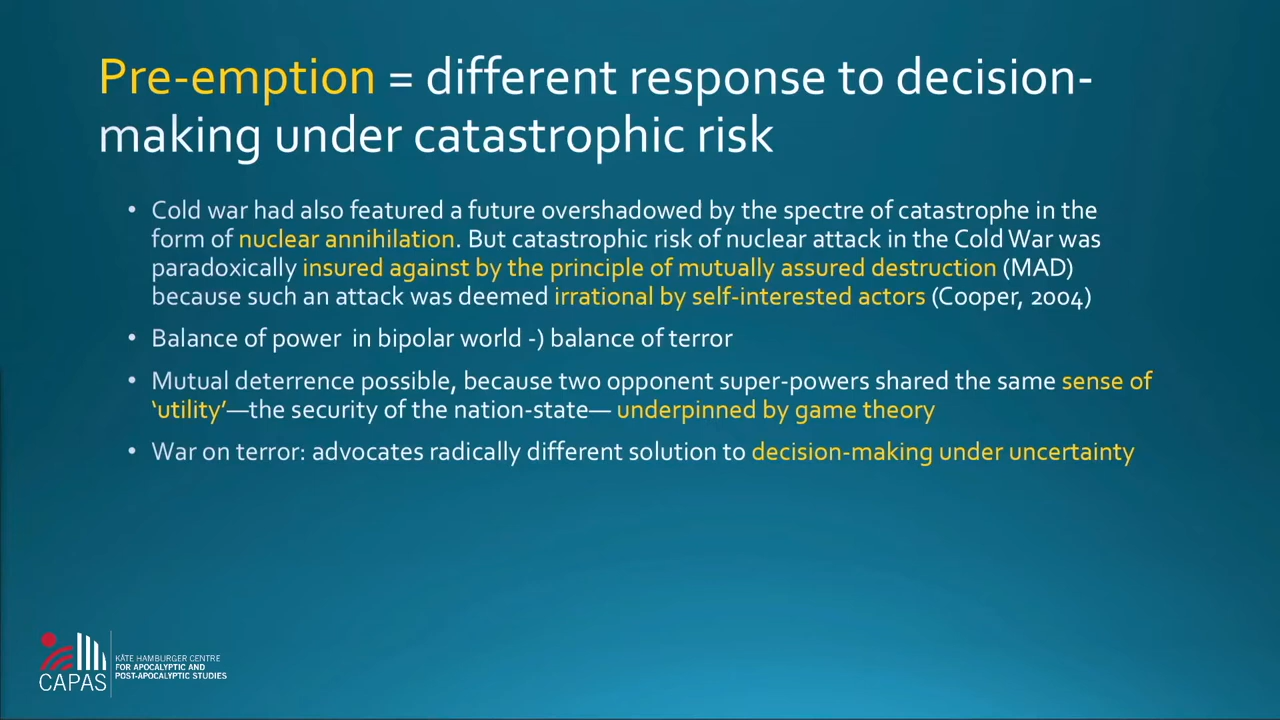 Pre-emption = different response to decision-
making under catastrophic risk
• Cold war had also featured a future overshadowed by the spectre of catastrophe in the
form of nuclear annihilation. But catastrophic risk of nuclear attack in the Cold War was
paradoxically insured against by the principle of mutually assured destruction (MAD)
because such an attack was deemed irrational by self-interested actors (Cooper, 2004)
• Balance of power in bipolar world -) balance of terror
• Mutual deterrence possible, because two opponent super-powers shared the same sense of
‘utility’—the security of the nation-state— underpinned by game theory
• War on terror: advocates radically different solution to decision-making under uncertainty
CAPAS
KÄTE HAMBURGER CENTRE
FOR APOCALYPTIC AND
POST-APOCALYPTIC STUDIES